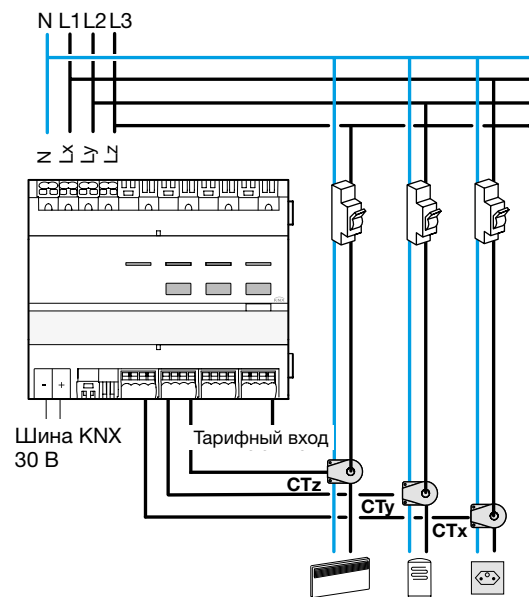 N L1 L2 L3
N Lx Ly Lz
- +
Шина KNX
30 В
Тарифный вход
CTz
CTy
CTx